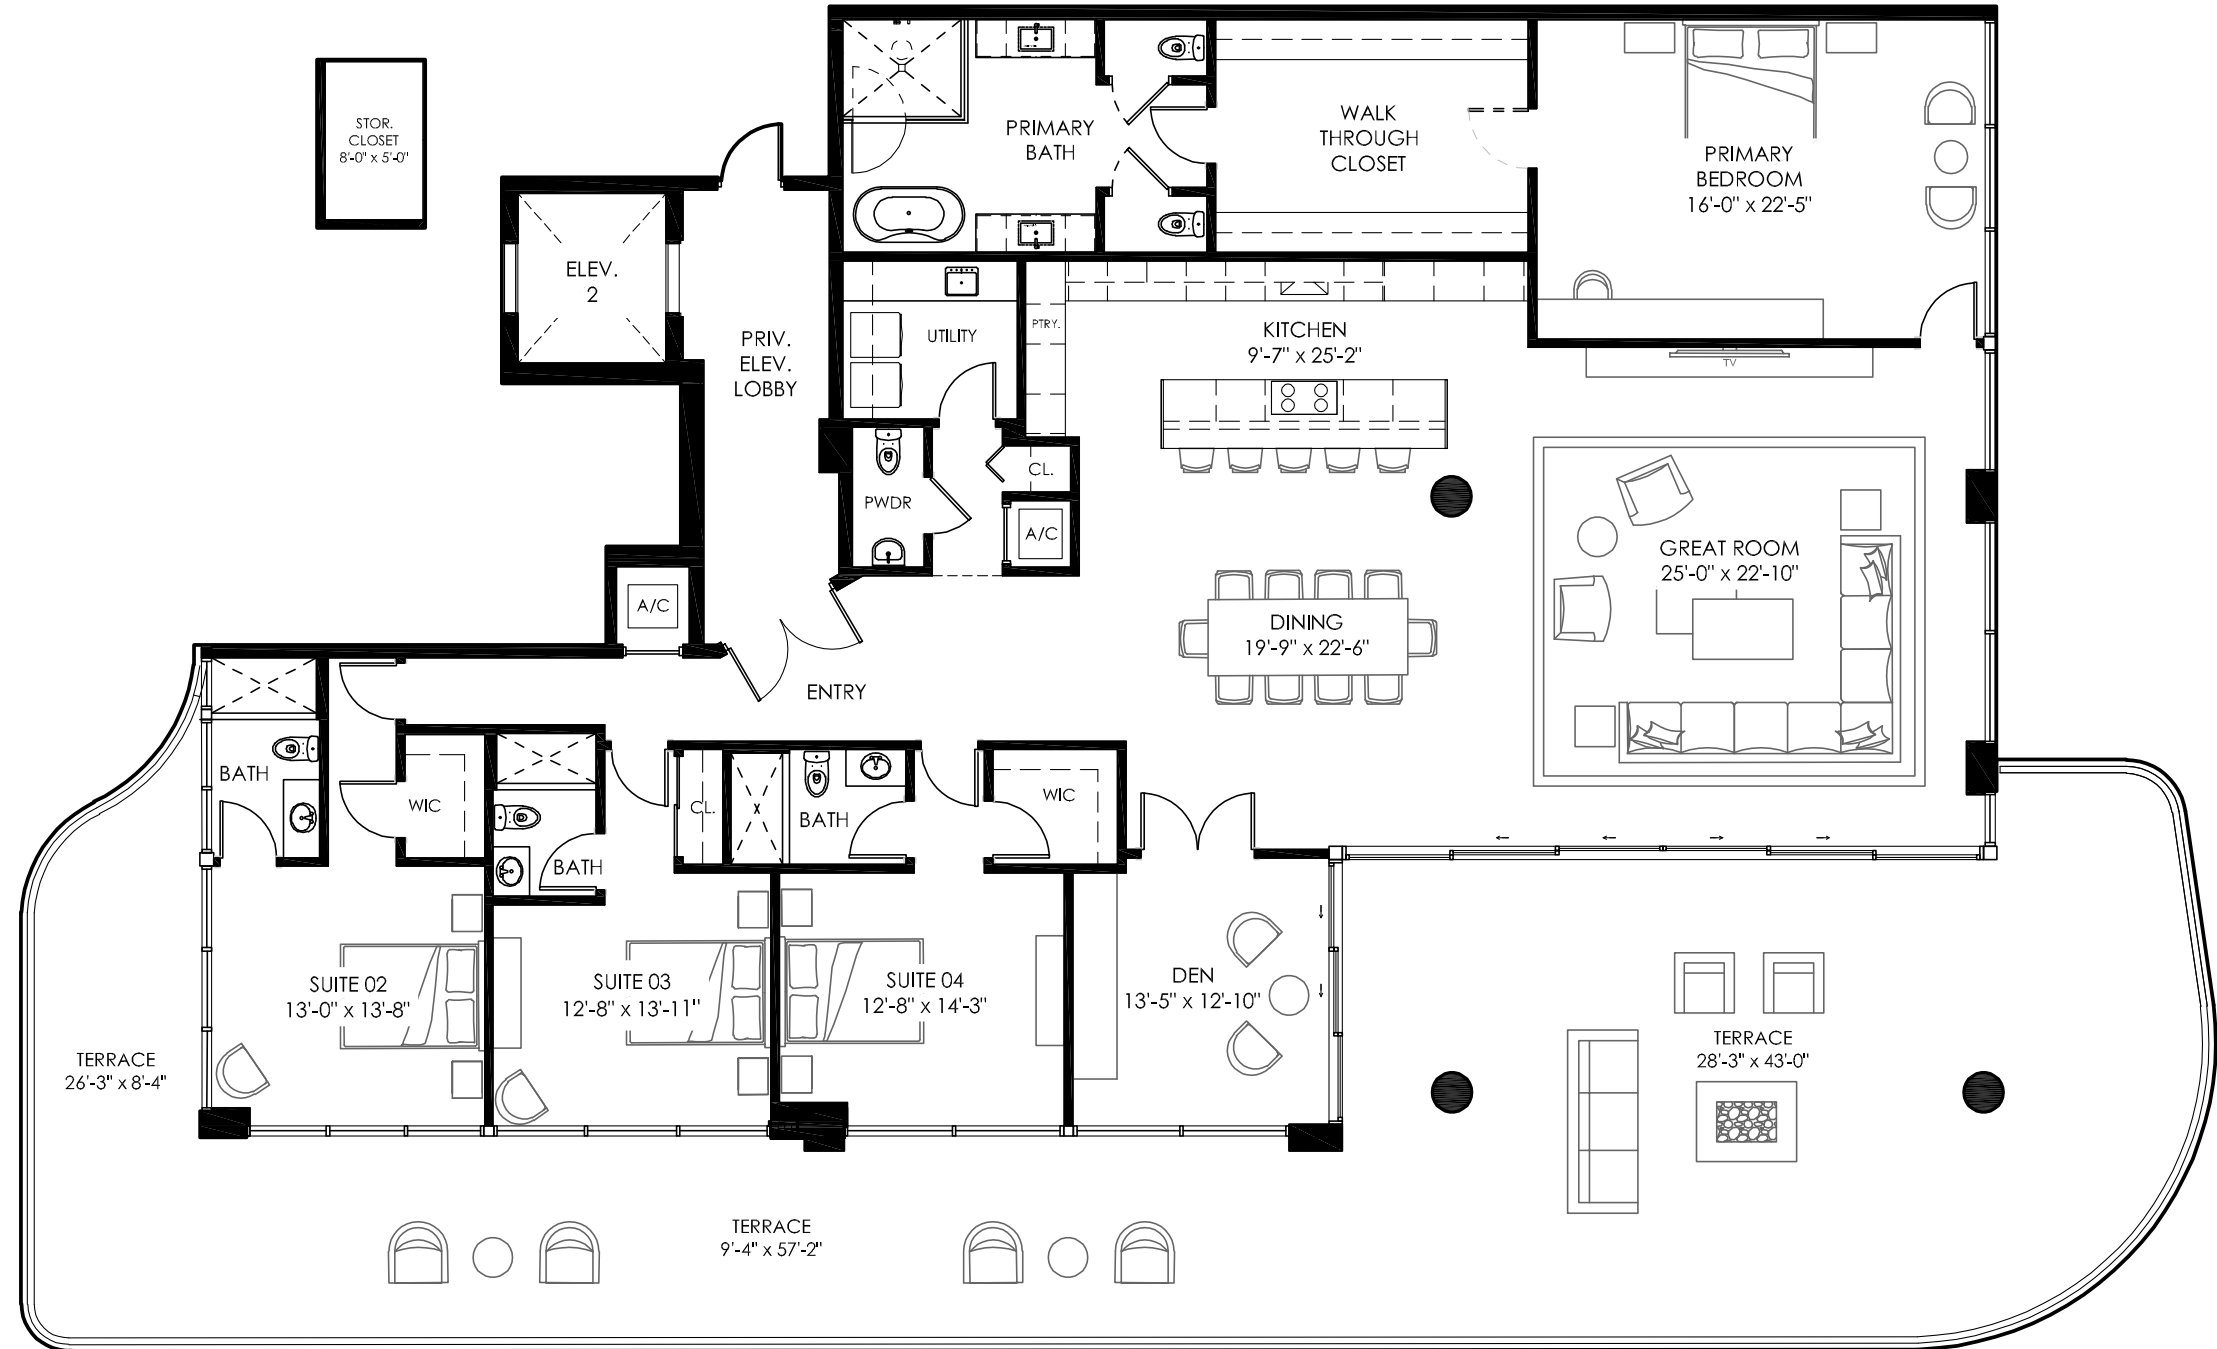 STOR.
CLOSET
8'-0" x 5'-0"
PRIMARY
BATH
WALK
THROUGH
CLOSET
PRIMARY
BEDROOM
16'-0" x 22'-5"
ELEV.
2
PRIV.
ELEV.
LOBBY
UTILITY
PTRY.
KITCHEN
9'-7" x 25'-2"
TV
CL.
PWDR
A/C
GREAT ROOM
25'-0" x 22'-10"
A/C
DINING
19'-9" x 22'-6"
ENTRY
BATH
WIC
BATH
CL.
BATH
WIC
SUITE 02
13'-0" x 13'-8"
SUITE 03
12'-8" x 13'-11"
SUITE 04
12'-8" x 14'-3"
DEN
13'-5" x 12'-10"
TERRACE
26'-3" x 8'-4"
TERRACE
28'-3" x 43'-0"
TERRACE
9'-4" x 57'-2"